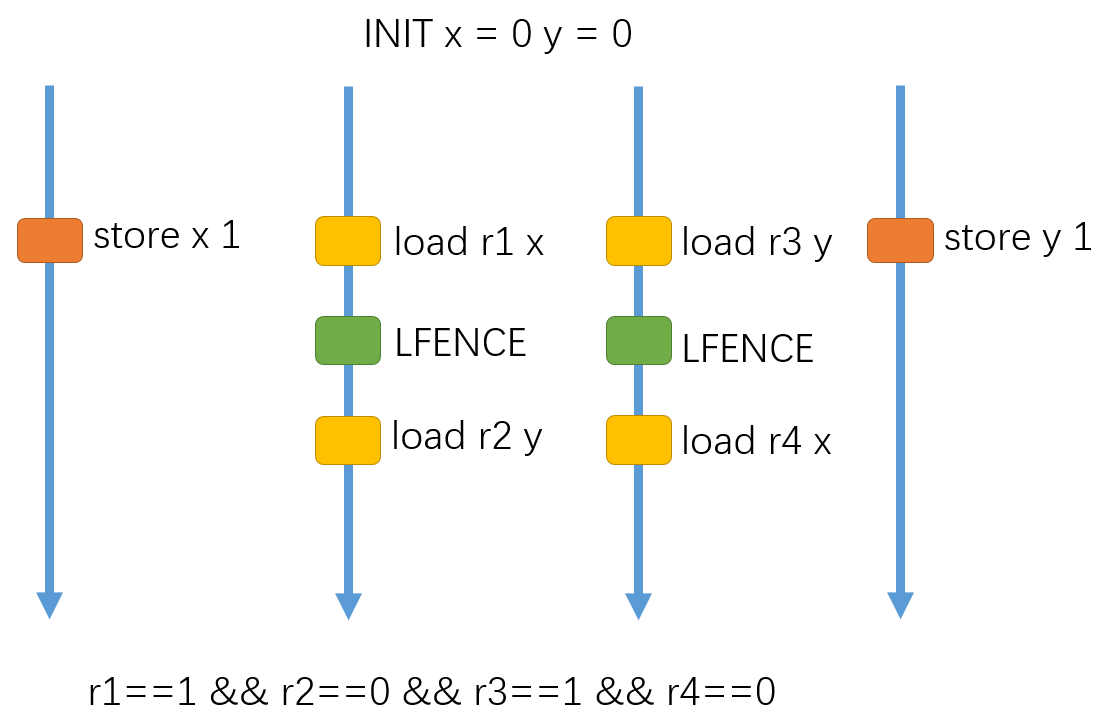 INIT x = 0 y = 0
store x 1
load r1 x
load r3 y
store y 1
LFENCE
LFENCE
load r2 y
load r4 x
r1==1 && r2==0 && r3==1 && r4==0